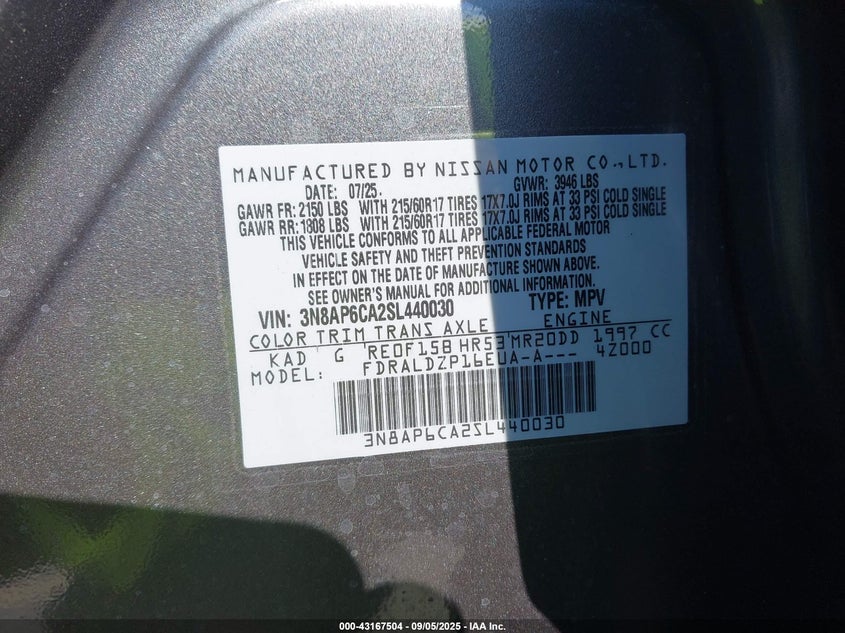 MANUFACTURED BY NISSAN MOTOR CO., LTD.
DATE: 07/25. GVWR: 3946 LBS
GAWR FR: 2150 LBS WITH 215/60R17 TIRES 17X7.0J RIMS AT 33 PSI COLD SINGLE
GAWR RR: 1808 LBS WITH 215/60R17 TIRES 17X7.0J RIMS AT 33 PSI COLD SINGLE
THIS VEHICLE CONFORMS TO ALL APPLICABLE FEDERAL MOTOR
VEHICLE SAFETY AND THEFT PREVENTION STANDARDS
IN EFFECT ON THE DATE OF MANUFACTURE SHOWN ABOVE.
SEE OWNER'S MANUAL FOR ADDITIONAL INFORMATION.
VIN: 3N8AP6CA2SL440030 TYPE: MPV
COLOR TRIM TRANS AXLE ENGINE
KAD G RE0F15B HR53 MR20DD 1997 CC
MODEL: FDRALDZP16EUA-A--- 4Z000
3N8AP6CA2SL440030
000-43167504 - 09/05/2025 - IAA Inc.